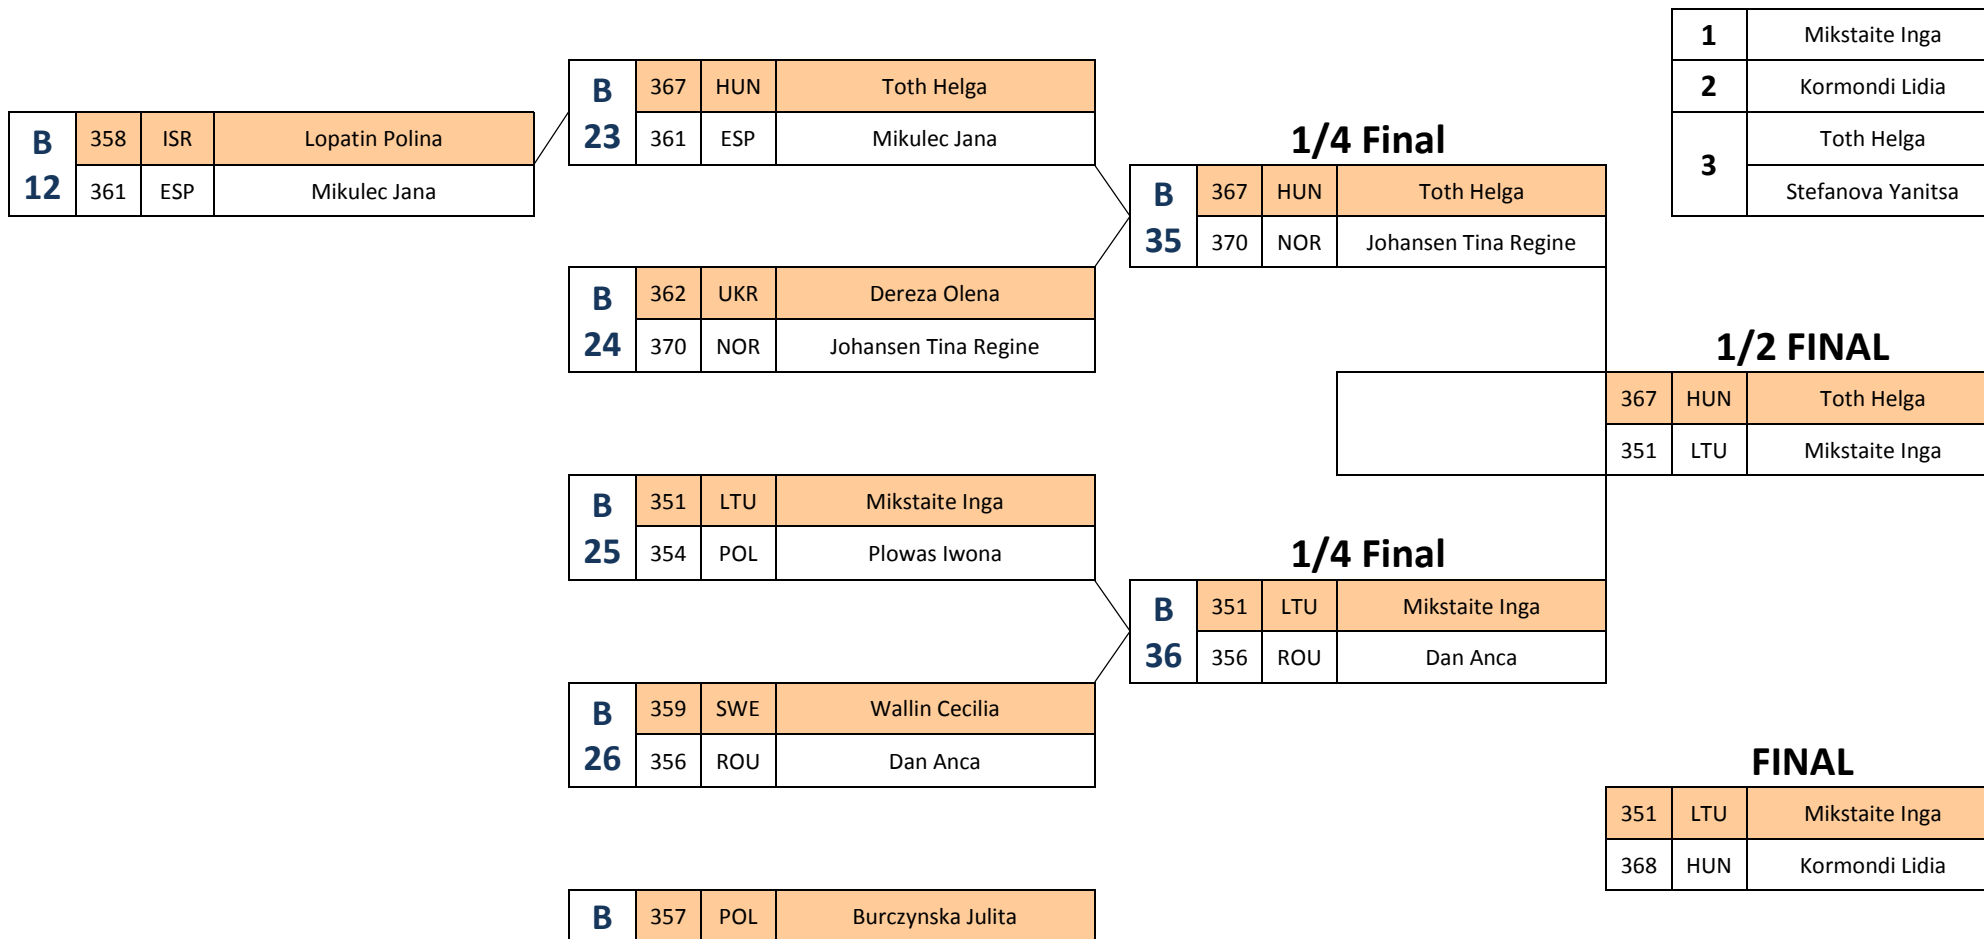 B 12
358 ISR Lopatin Polina
361 ESP Mikulec Jana
B 23
367 HUN Toth Helga
361 ESP Mikulec Jana
B 24
362 UKR Dereza Olena
370 NOR Johansen Tina Regine
B 25
351 LTU Mikstaite Inga
354 POL Plowas Iwona
B 26
359 SWE Wallin Cecilia
356 ROU Dan Anca
B
357 POL Burczynska Julita
1/4 Final
B 35
367 HUN Toth Helga
370 NOR Johansen Tina Regine
1/4 Final
B 36
351 LTU Mikstaite Inga
356 ROU Dan Anca
1 Mikstaite Inga
2 Kormondi Lidia
3 Toth Helga
Stefanova Yanitsa
1/2 FINAL
367 HUN Toth Helga
351 LTU Mikstaite Inga
FINAL
351 LTU Mikstaite Inga
368 HUN Kormondi Lidia